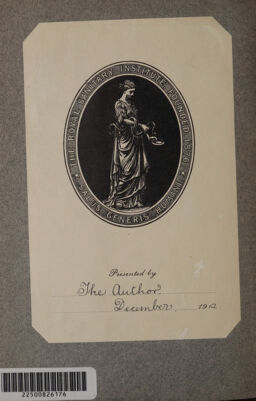 THE ROYAL SANITARY INSTITUTE FOUNDED 1876
SALUS GENERIS HUMANI
Presented by
The Author.
December 1912.
22500826176